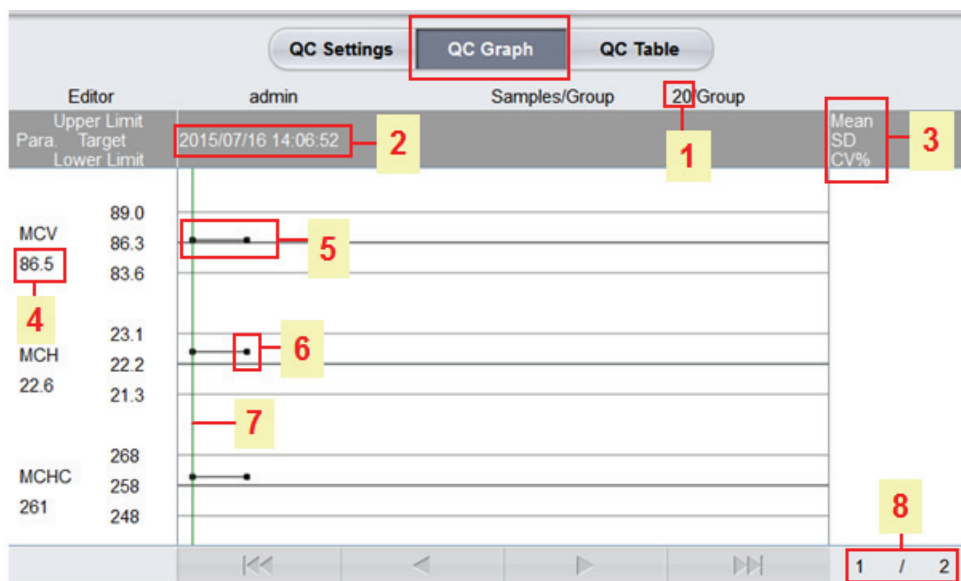 QC Settings QC Graph QC Table
Editor admin Samples/Group 20/Group
Upper Limit
Para. Target
Lower Limit
2015/07/16 14:06:52
2
1
Mean
SD
CV%
3
89.0
MCV
86.3
86.5
83.6
5
4
23.1
MCH
22.2
22.6
21.3
6
7
268
MCHC
258
261
248
8
1 / 2